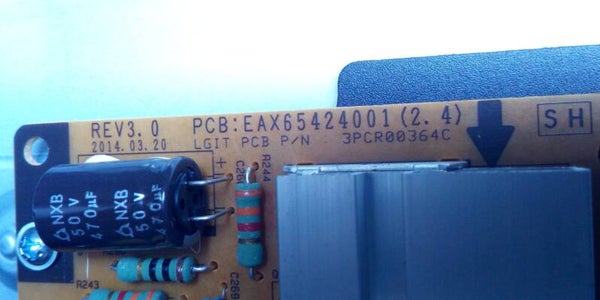 REV3.0
2014.03.20
PCB:EAX65424001(2.4)
LGIT PCB P/N 3PCR00364C
SH
R244
NXB
50V
470µF
NXB
50V
470µF
R243